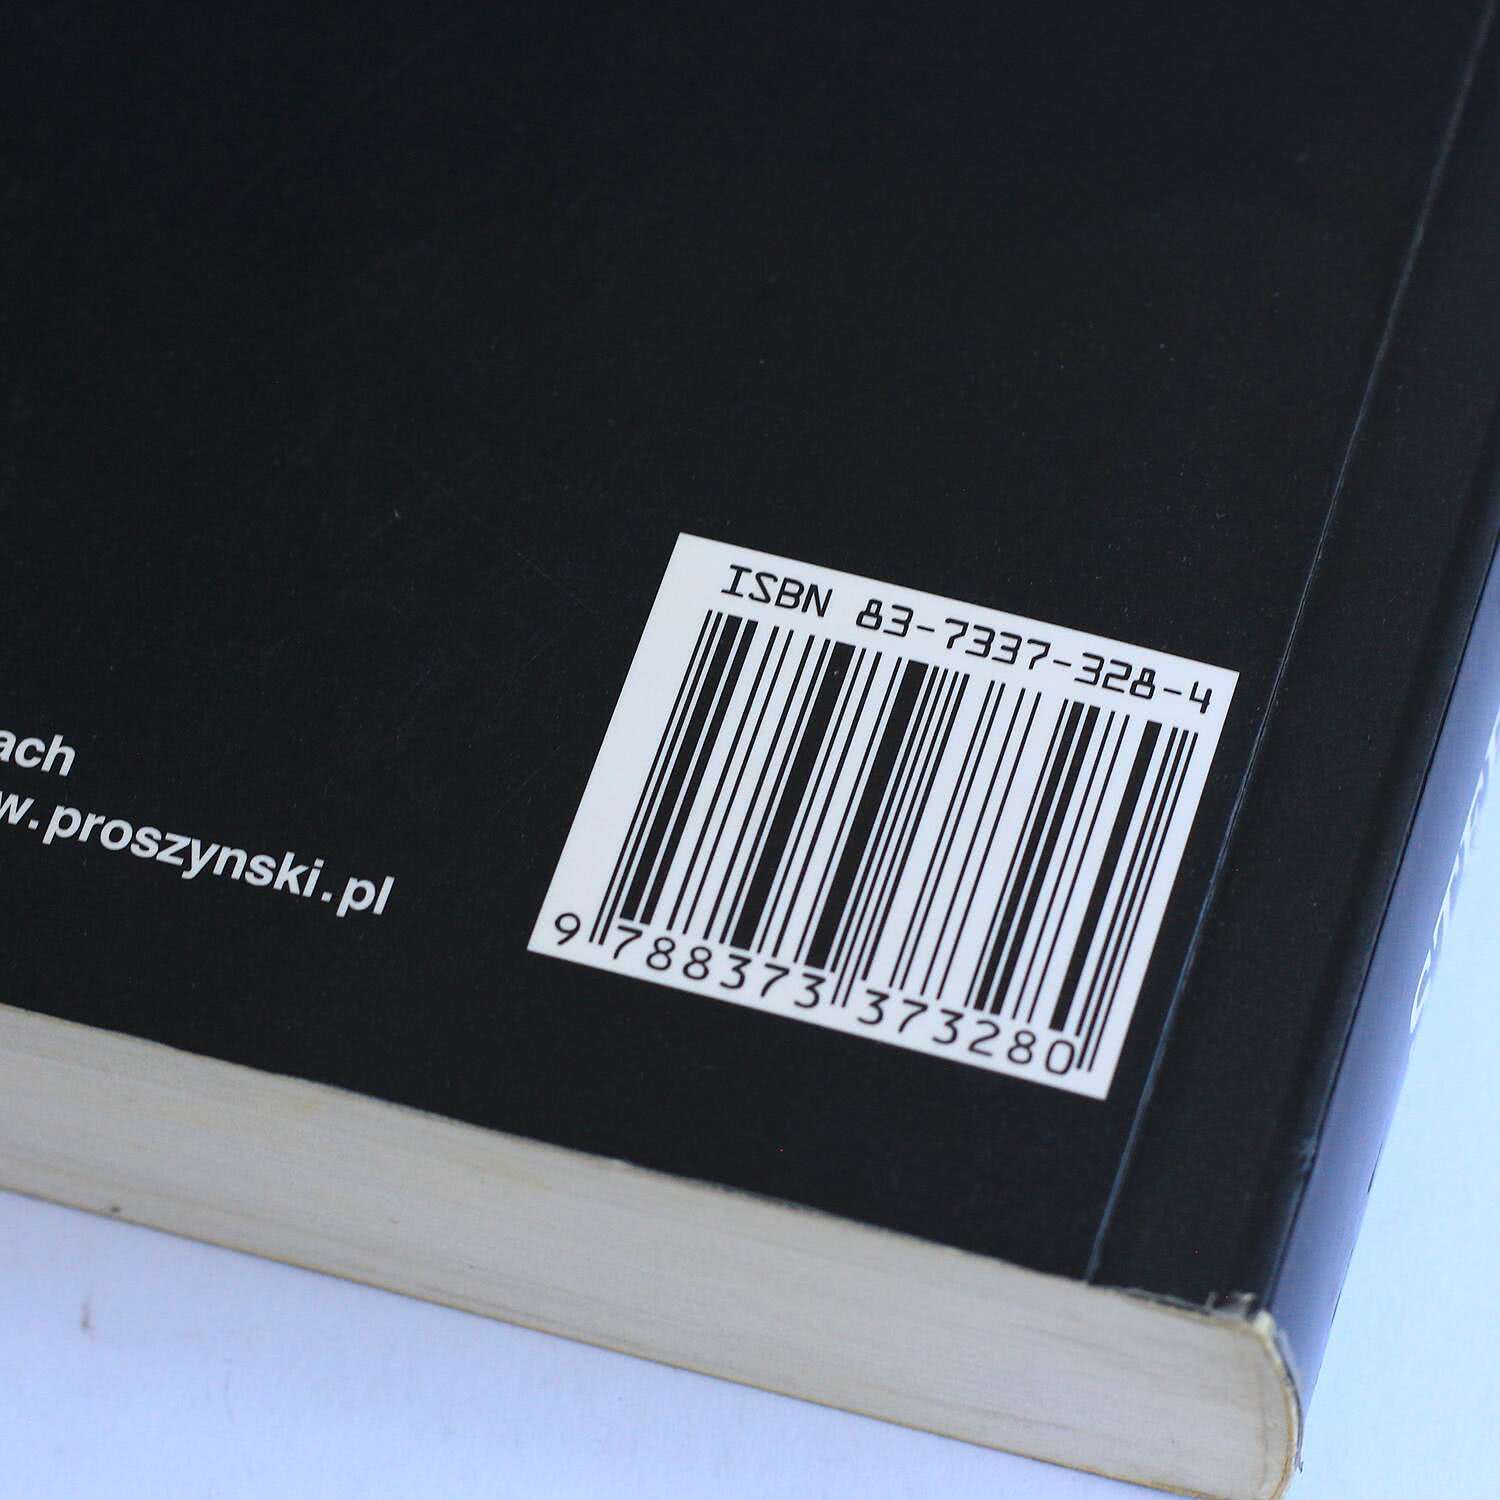 ISBN 83-7337-328-4
9 788373 373280
ach
w.proszynski.pl